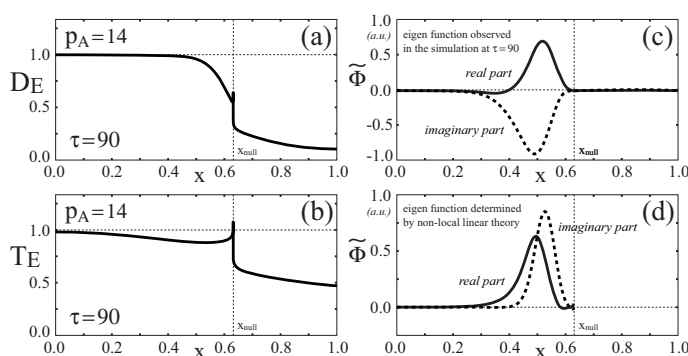 p_A=14
(a)
1.0
D_E
0.5
τ=90
x_null
0.0
0.0 0.2 0.4 0.6 0.8 1.0
x
p_A=14
(b)
1.0
T_E
0.5
τ=90
x_null
0.0
0.0 0.2 0.4 0.6 0.8 1.0
x
1.0
(a.u.)
eigen function observed
in the simulation at τ=90
(c)
Φ̃
0.5
real part
0.0
-0.5
imaginary part
x_null
-1.0
0.0 0.2 0.4 0.6 0.8 1.0
x
1.0
(a.u.)
eigen function determined
by non-local linear theory
(d)
imaginary part
Φ̃
0.5
real part
0.0
x_null
0.0 0.2 0.4 0.6 0.8 1.0
x